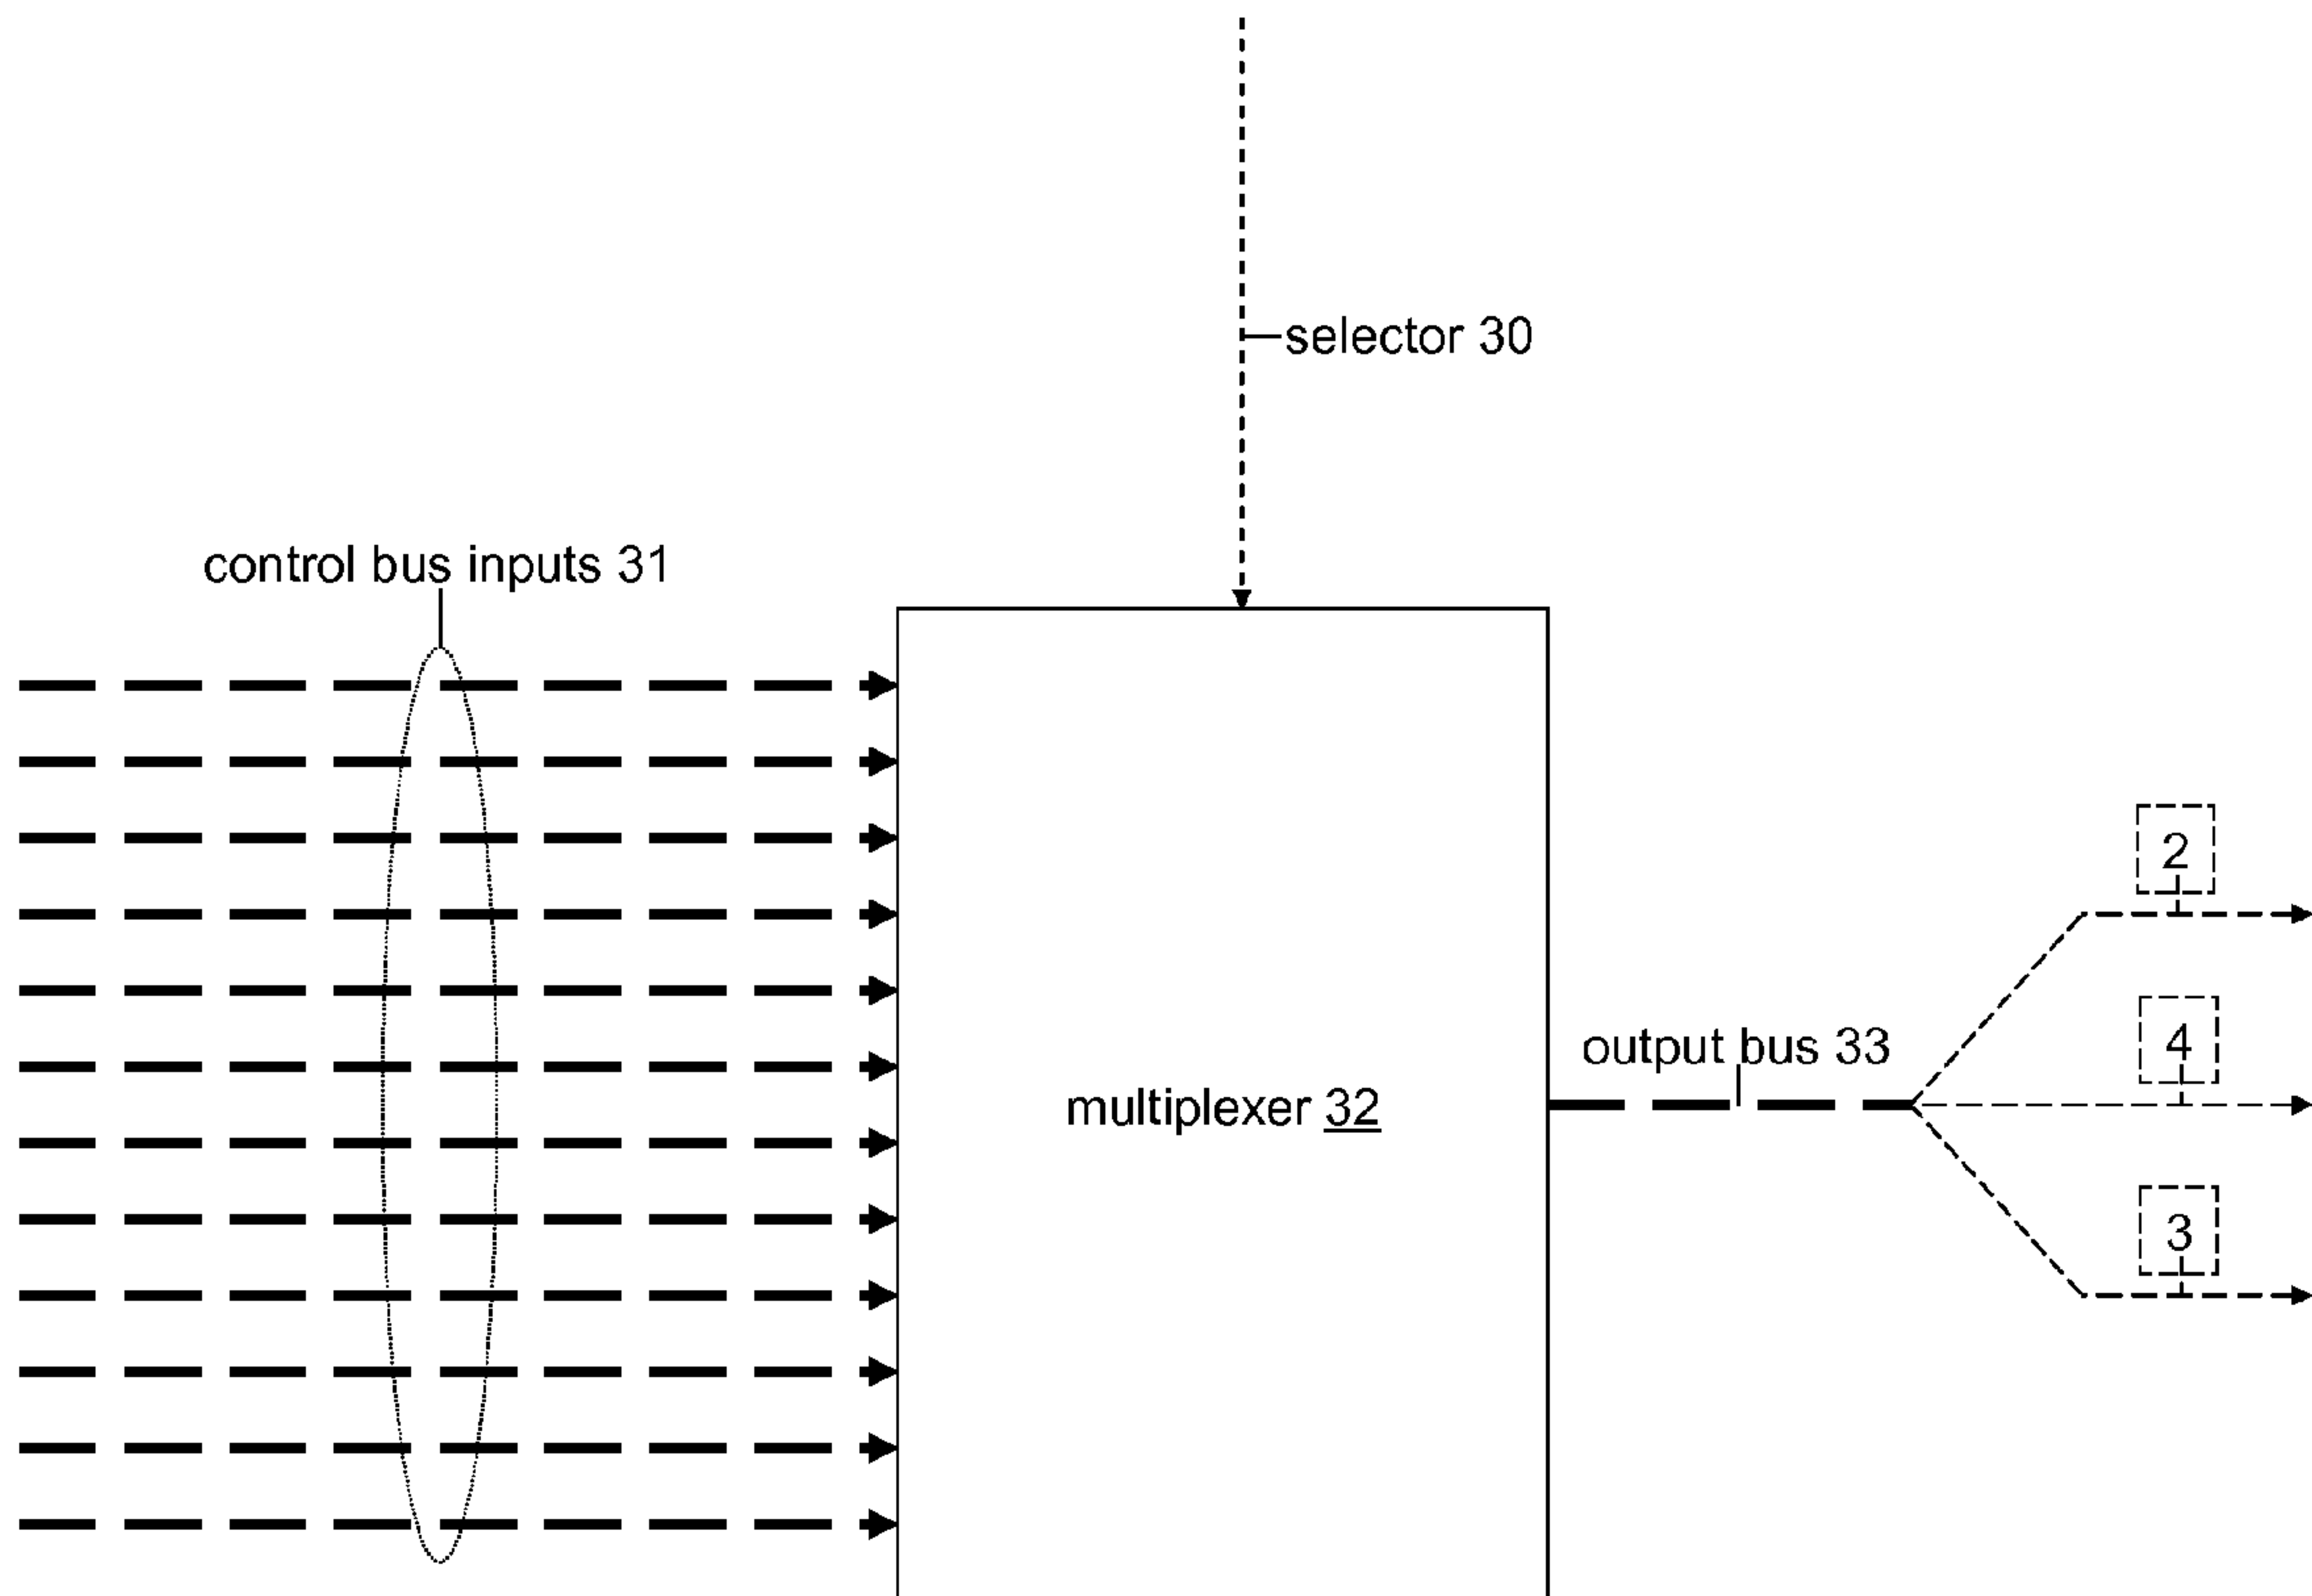 selector 30
control bus inputs 31
2
4
output bus 33
multiplexer 32
3